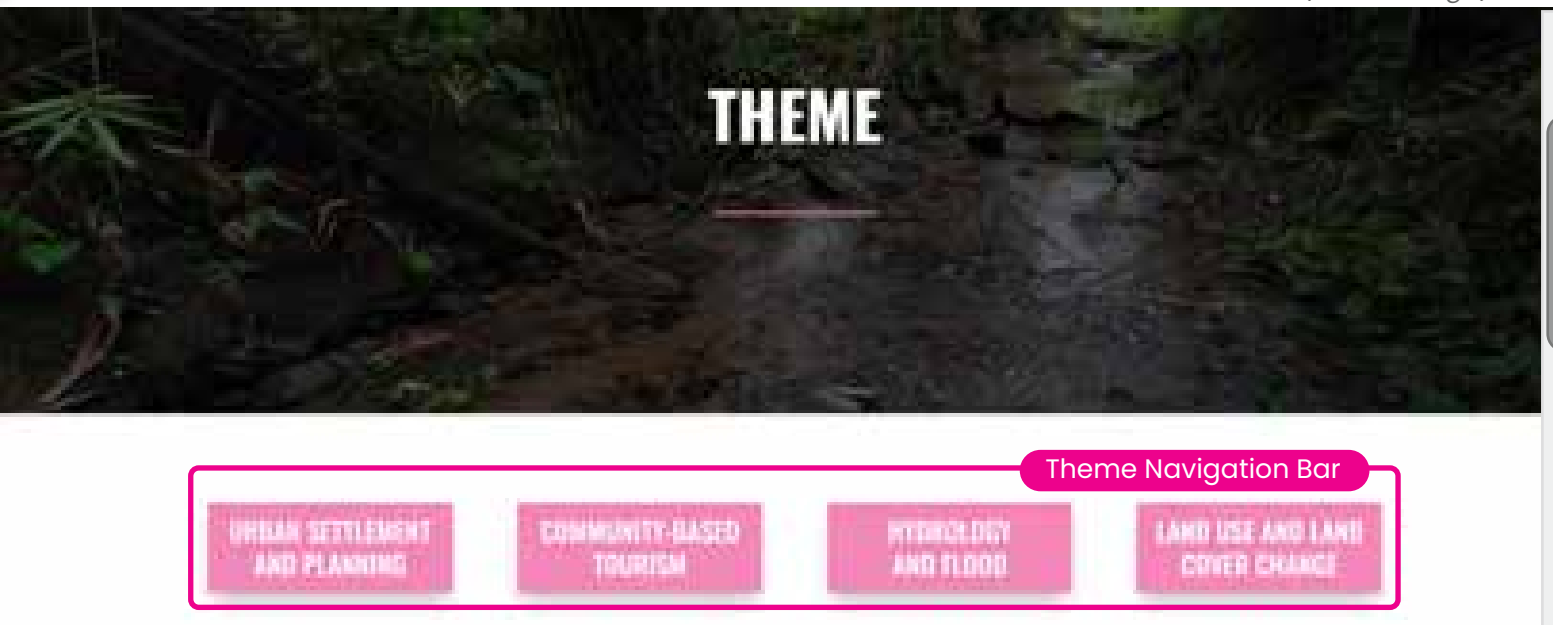 THEME
Theme Navigation Bar
URBAN SETTLEMENT
AND PLANNING
COMMUNITY-BASED
TOURISM
HYDROLOGY
AND FLOOD
LAND USE AND LAND
COVER CHANGE